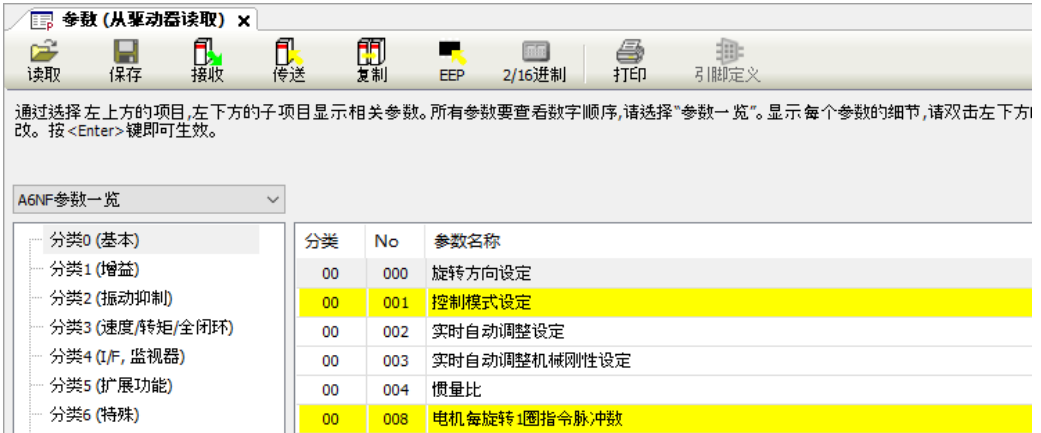 参数 (从驱动器读取) ×
读取 保存 接收 传送 复制 EEP 2/16进制 打印 引脚定义
通过选择左上方的项目,左下方的子项目显示相关参数。所有参数要查看数字顺序,请选择“参数一览”。显示每个参数的细节,请双击左下方
改。按<Enter>键即可生效。
A6NF参数一览
分类0 (基本)
分类1 (增益)
分类2 (振动抑制)
分类3 (速度/转矩/全闭环)
分类4 (I/F, 监视器)
分类5 (扩展功能)
分类6 (特殊)
分类 No 参数名称
00 000 旋转方向设定
00 001 控制模式设定
00 002 实时自动调整设定
00 003 实时自动调整机械刚性设定
00 004 惯量比
00 008 电机每旋转1圈指令脉冲数